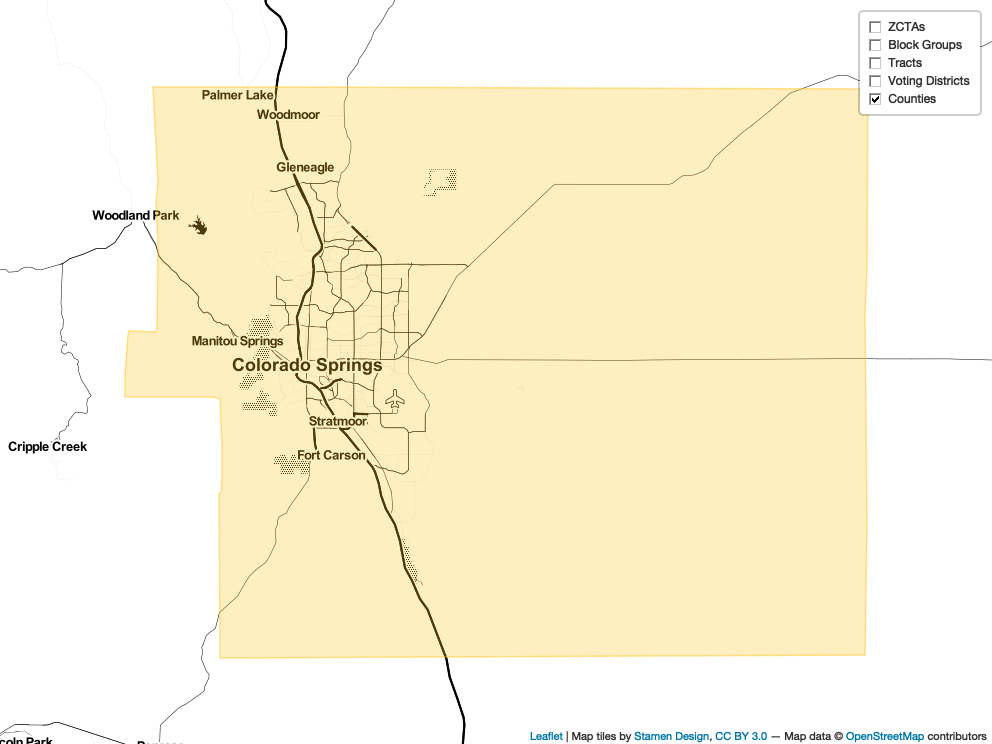 ZCTAs
Block Groups
Tracts
Voting Districts
Counties
Palmer Lake
Woodmoor
Gleneagle
Woodland Park
Manitou Springs
Colorado Springs
Stratmoor
Cripple Creek
Fort Carson
coln Park
Leaflet | Map tiles by Stamen Design, CC BY 3.0 — Map data © OpenStreetMap contributors